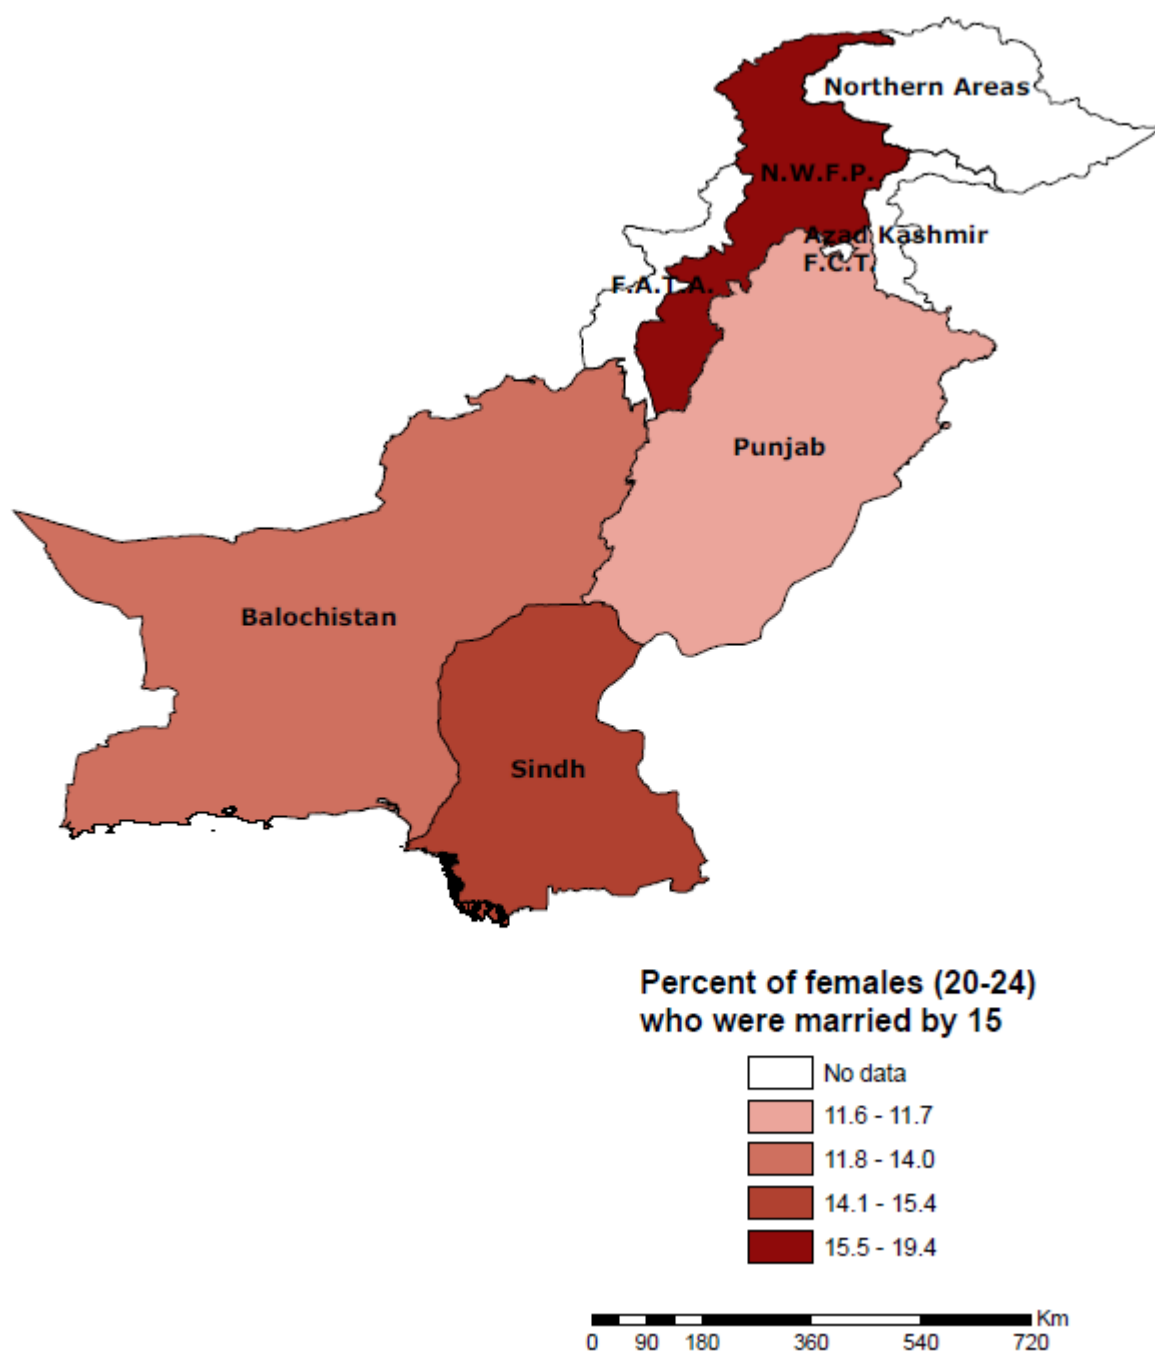 Northern Areas
N.W.F.P.
Azad Kashmir
F.C.T.
F.A.T.A.
Punjab
Balochistan
Sindh
Percent of females (20-24)
who were married by 15
No data
11.6 - 11.7
11.8 - 14.0
14.1 - 15.4
15.5 - 19.4
Km
0 90 180 360 540 720